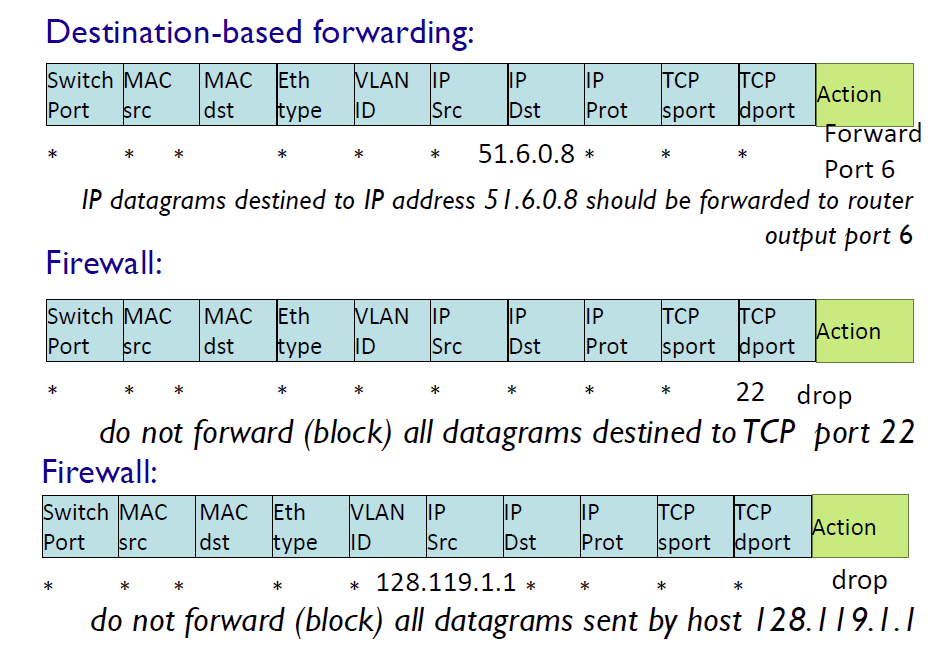 Destination-based forwarding:
Switch Port MAC src MAC dst Eth type VLAN ID IP Src IP Dst IP Prot TCP sport TCP dport Action
* * * * * * 51.6.0.8 * * * Forward Port 6
IP datagrams destined to IP address 51.6.0.8 should be forwarded to router
output port 6
Firewall:
Switch Port MAC src MAC dst Eth type VLAN ID IP Src IP Dst IP Prot TCP sport TCP dport Action
* * * * * * * * * 22 drop
do not forward (block) all datagrams destined to TCP port 22
Firewall:
Switch Port MAC src MAC dst Eth type VLAN ID IP Src IP Dst IP Prot TCP sport TCP dport Action
* * * * * 128.119.1.1 * * * * drop
do not forward (block) all datagrams sent by host 128.119.1.1